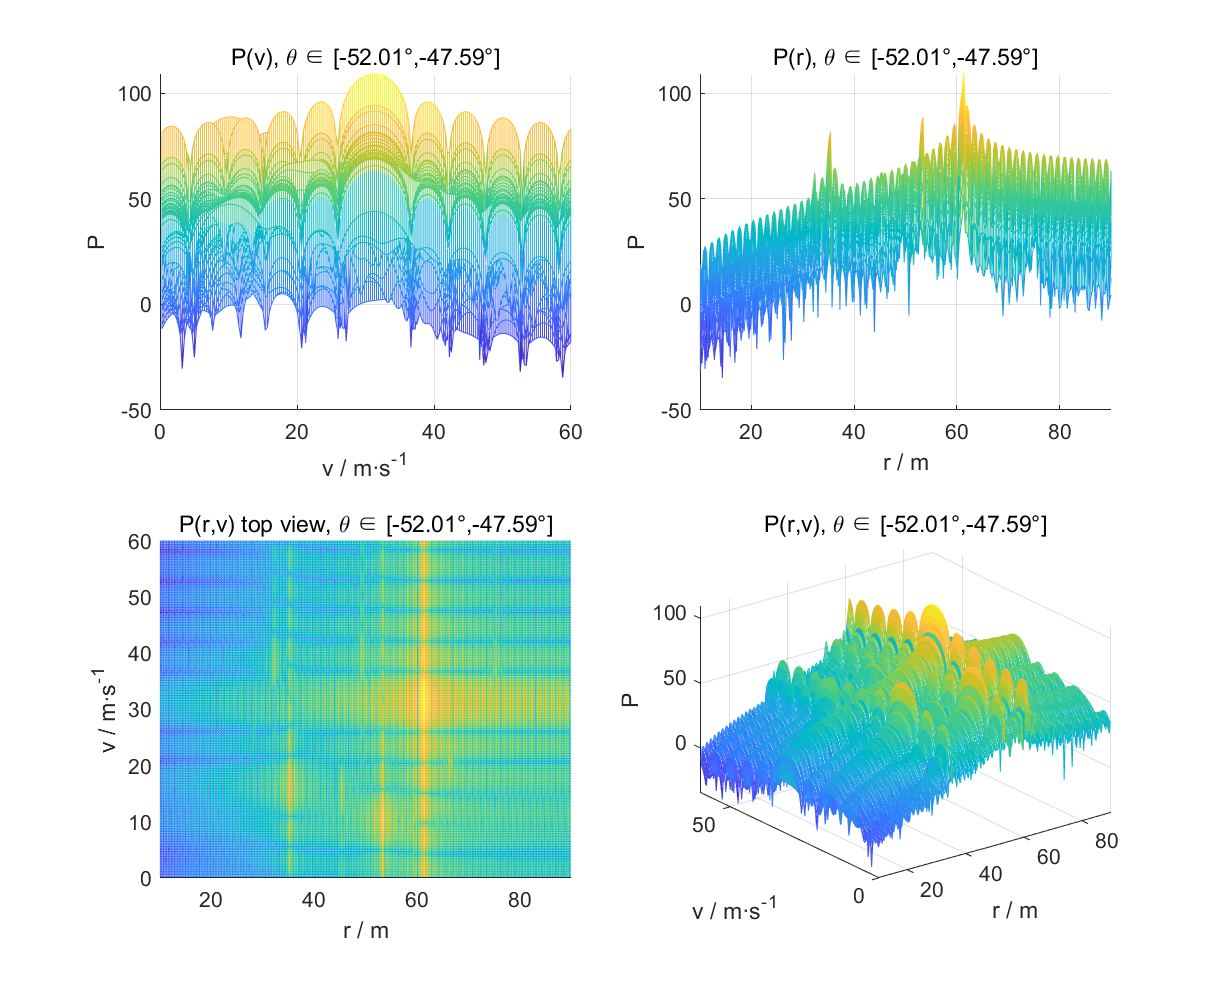 P(v), θ ∈ [-52.01°,-47.59°]
100
50
0
-50
P
0 20 40 60
v / m·s⁻¹
P(r), θ ∈ [-52.01°,-47.59°]
100
50
0
-50
P
20 40 60 80
r / m
P(r,v) top view, θ ∈ [-52.01°,-47.59°]
60
50
40
30
20
10
0
v / m·s⁻¹
20 40 60 80
r / m
P(r,v), θ ∈ [-52.01°,-47.59°]
100
50
0
P
50
0
v / m·s⁻¹
20 40 60 80
r / m